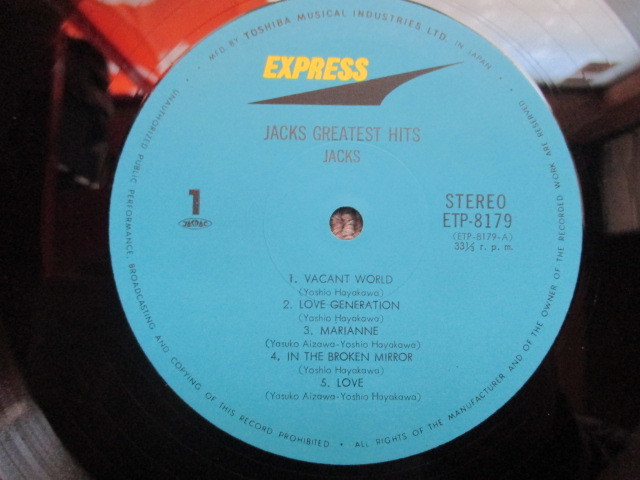 MFG. BY TOSHIBA MUSICAL INDUSTRIES LTD. IN JAPAN
EXPRESS
JACKS GREATEST HITS
JACKS
1
STEREO
ETP-8179
(ETP-8179-A)
33⅓ r. p. m.
1. VACANT WORLD
(Yoshio Hayakawa)
2. LOVE GENERATION
(Yoshio Hayakawa)
3. MARIANNE
(Yasuko Aizawa-Yoshio Hayakawa)
4. IN THE BROKEN MIRROR
(Yoshio Hayakawa)
5. LOVE
(Yasuko Aizawa-Yoshio Hayakawa)
UNAUTHORIZED PUBLIC PERFORMANCE, BROADCASTING AND COPYING OF THIS RECORD PROHIBITED • ALL RIGHTS OF THE MANUFACTURER AND OF THE OWNER OF THE RECORDED WORK ARE RESERVED